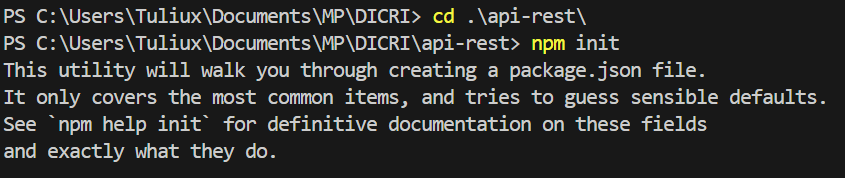 PS C:\Users\Tuliux\Documents\MP\DICRI> cd .\api-rest\
PS C:\Users\Tuliux\Documents\MP\DICRI\api-rest> npm init
This utility will walk you through creating a package.json file.
It only covers the most common items, and tries to guess sensible defaults.
See `npm help init` for definitive documentation on these fields
and exactly what they do.